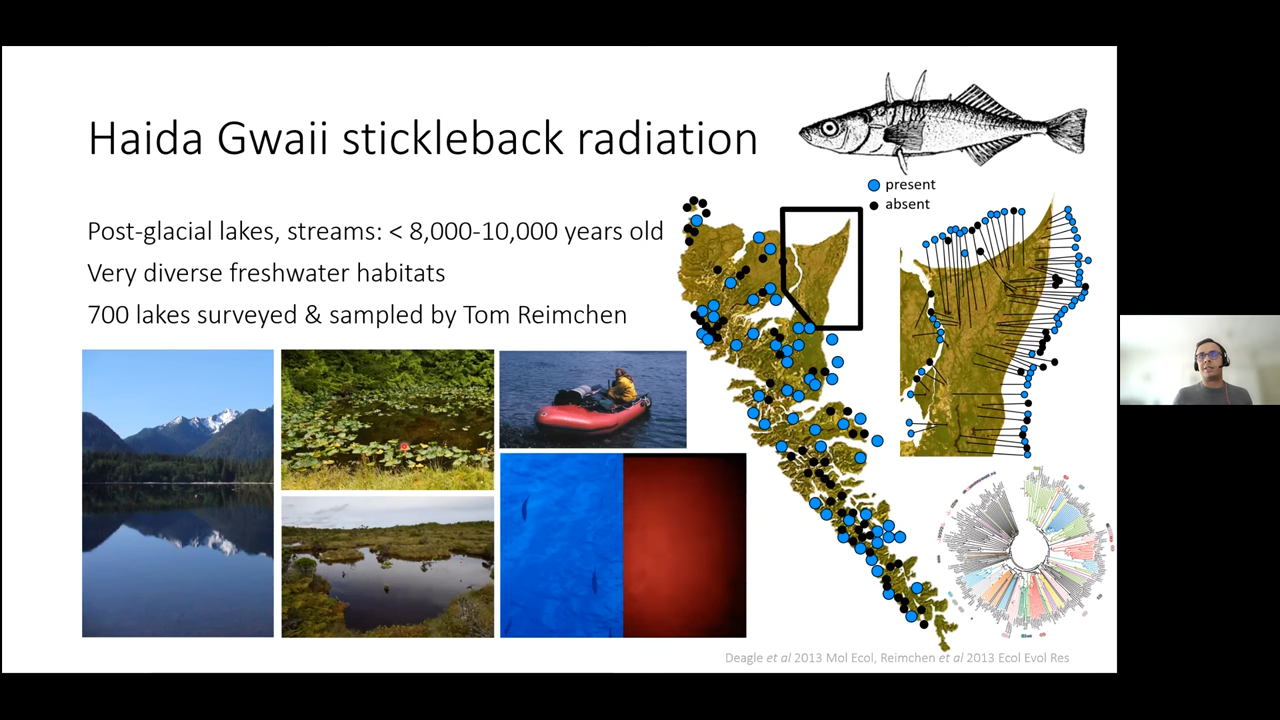 Haida Gwaii stickleback radiation
present
absent
Post-glacial lakes, streams: < 8,000-10,000 years old
Very diverse freshwater habitats
700 lakes surveyed & sampled by Tom Reimchen
Deagle et al 2013 Mol Ecol, Reimchen et al 2013 Ecol Evol Res